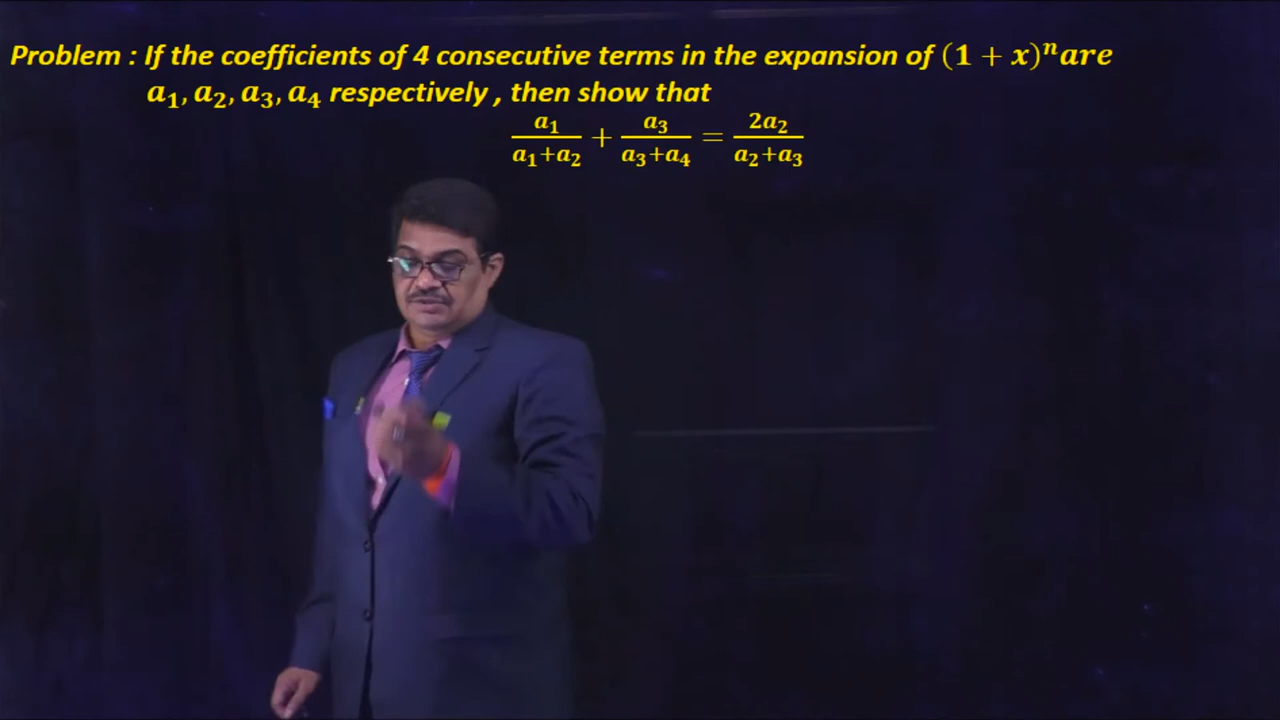 Problem : If the coefficients of 4 consecutive terms in the expansion of (1 + x)ⁿ are
a₁, a₂, a₃, a₄ respectively , then show that
a₁/(a₁+a₂) + a₃/(a₃+a₄) = 2a₂/(a₂+a₃)